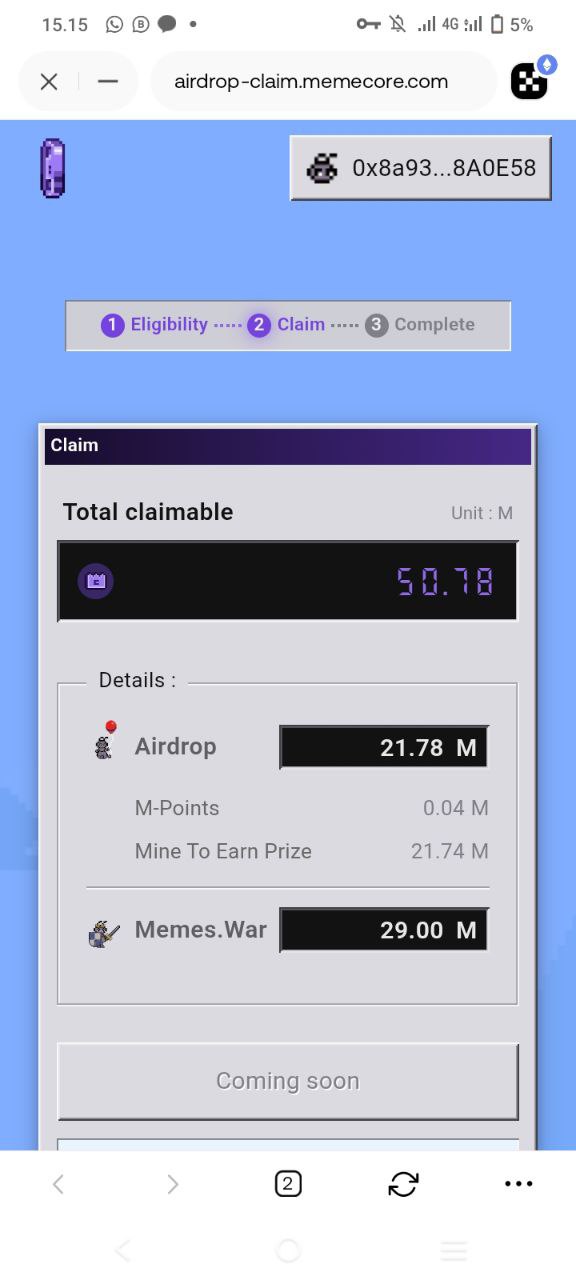 15.15 4G 5%
airdrop-claim.memecore.com
0x8a93...8A0E58
1 Eligibility ..... 2 Claim ..... 3 Complete
Claim
Total claimable Unit : M
50.78
Details :
Airdrop 21.78 M
M-Points 0.04 M
Mine To Earn Prize 21.74 M
Memes.War 29.00 M
Coming soon
2